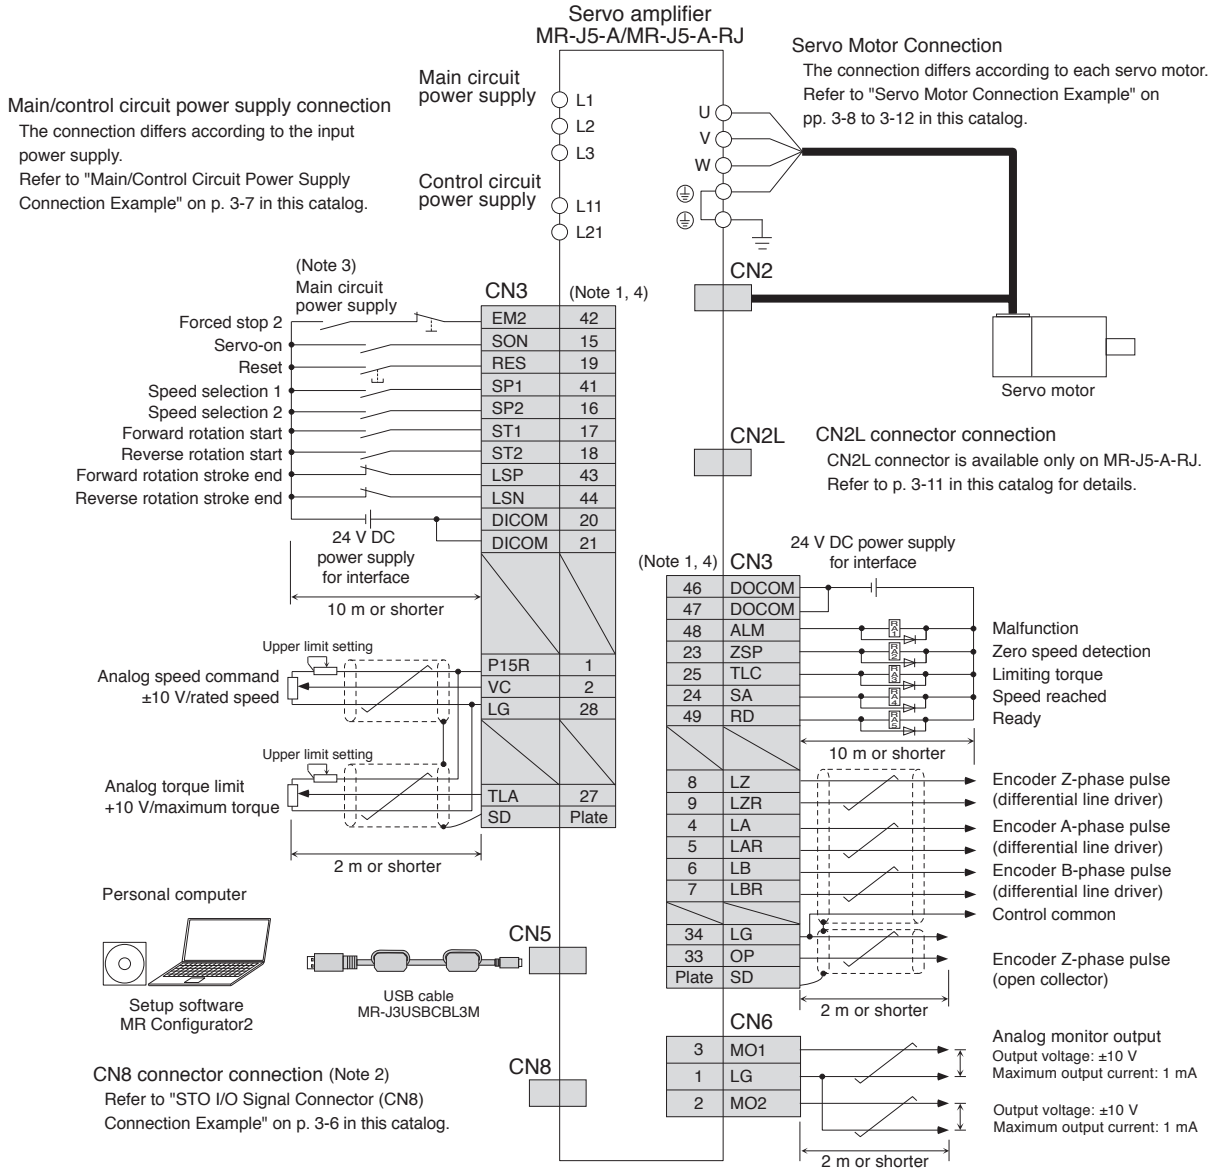 Servo amplifier
MR-J5-A/MR-J5-A-RJ
Main/control circuit power supply connection
The connection differs according to the input
power supply.
Refer to "Main/Control Circuit Power Supply
Connection Example" on p. 3-7 in this catalog.
Main circuit
power supply
L1
L2
L3
Control circuit
power supply
L11
L21
U
V
W
Servo Motor Connection
The connection differs according to each servo motor.
Refer to "Servo Motor Connection Example" on
pp. 3-8 to 3-12 in this catalog.
CN2
Servo motor
CN2L
CN2L connector connection
CN2L connector is available only on MR-J5-A-RJ.
Refer to p. 3-11 in this catalog for details.
(Note 3)
Main circuit
power supply
CN3
(Note 1, 4)
Forced stop 2 EM2 42
Servo-on SON 15
Reset RES 19
Speed selection 1 SP1 41
Speed selection 2 SP2 16
Forward rotation start ST1 17
Reverse rotation start ST2 18
Forward rotation stroke end LSP 43
Reverse rotation stroke end LSN 44
DICOM 20
DICOM 21
24 V DC
power supply
for interface
10 m or shorter
Upper limit setting
Analog speed command
±10 V/rated speed
P15R 1
VC 2
LG 28
Upper limit setting
Analog torque limit
+10 V/maximum torque
TLA 27
SD Plate
2 m or shorter
(Note 1, 4) CN3
24 V DC power supply
for interface
46 DOCOM
47 DOCOM
48 ALM RA1 Malfunction
23 ZSP RA2 Zero speed detection
25 TLC RA3 Limiting torque
24 SA RA4 Speed reached
49 RD RA5 Ready
10 m or shorter
8 LZ Encoder Z-phase pulse
9 LZR (differential line driver)
4 LA Encoder A-phase pulse
5 LAR (differential line driver)
6 LB Encoder B-phase pulse
7 LBR (differential line driver)
Control common
34 LG
33 OP Encoder Z-phase pulse
Plate SD (open collector)
2 m or shorter
Personal computer
Setup software
MR Configurator2
USB cable
MR-J3USBCBL3M
CN5
CN8 connector connection (Note 2)
Refer to "STO I/O Signal Connector (CN8)
Connection Example" on p. 3-6 in this catalog.
CN8
CN6
3 MO1
1 LG
2 MO2
Analog monitor output
Output voltage: ±10 V
Maximum output current: 1 mA
Output voltage: ±10 V
Maximum output current: 1 mA
2 m or shorter